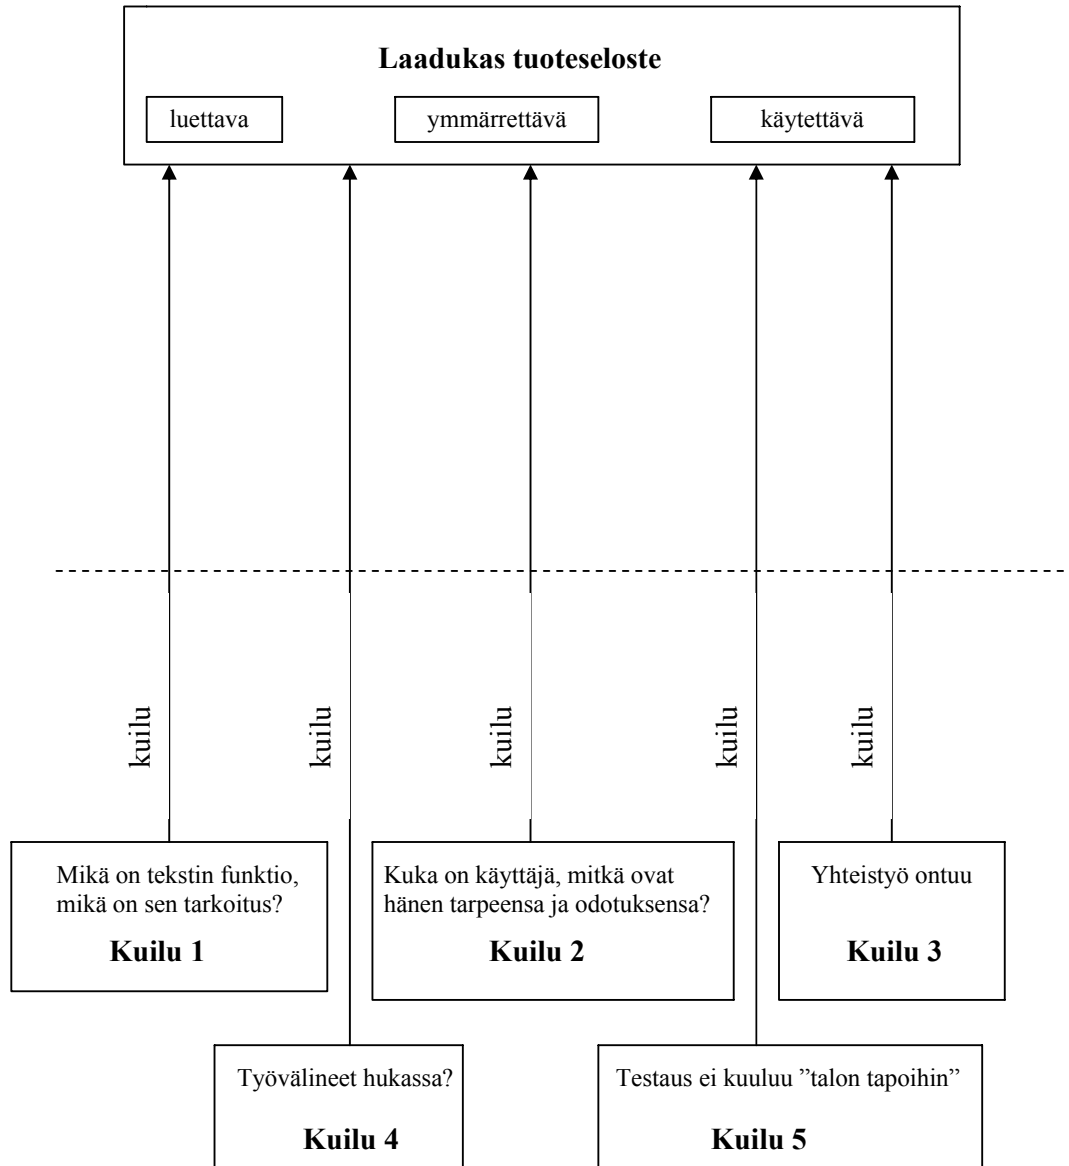 Laadukas tuoteseloste
luettava
ymmärrettävä
käytettävä
kuilu
kuilu
kuilu
kuilu
kuilu
Mikä on tekstin funktio,
mikä on sen tarkoitus?
Kuilu 1
Kuka on käyttäjä, mitkä ovat
hänen tarpeensa ja odotuksensa?
Kuilu 2
Yhteistyö ontuu
Kuilu 3
Työvälineet hukassa?
Kuilu 4
Testaus ei kuuluu ”talon tapoihin”
Kuilu 5